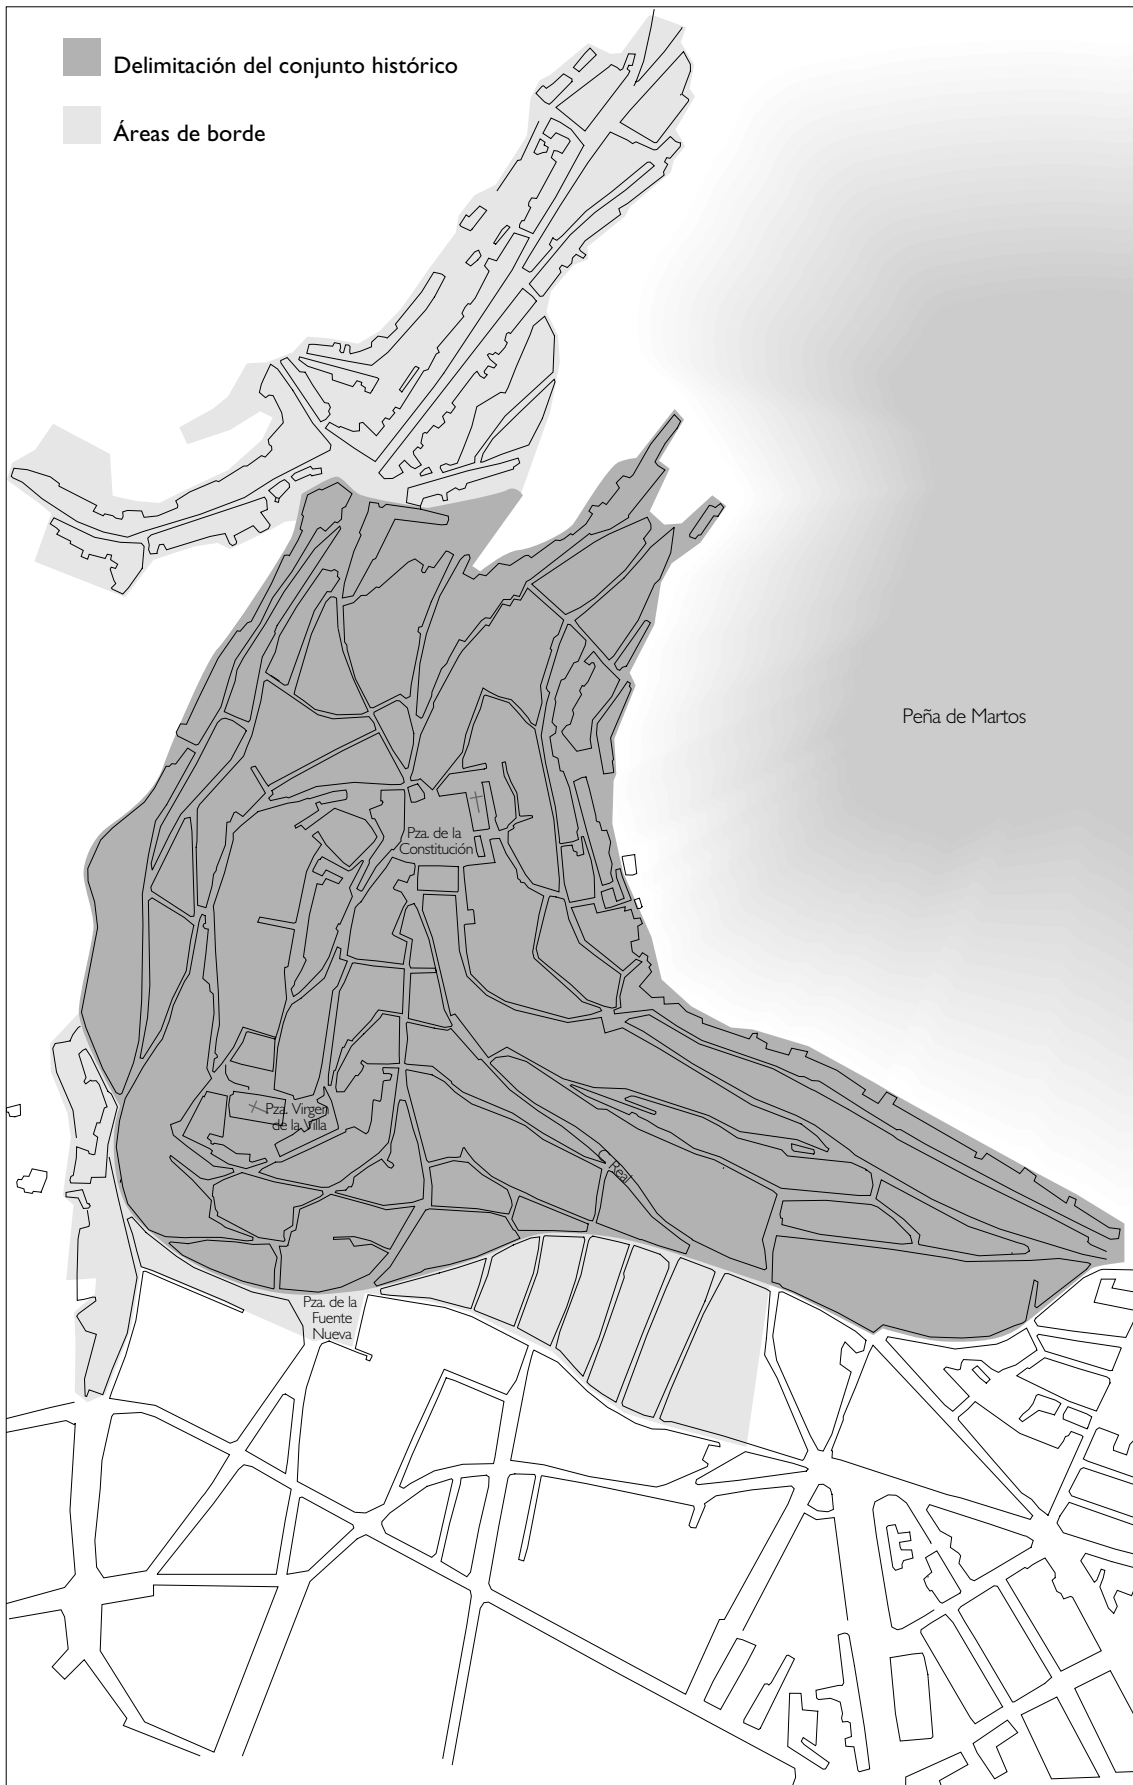 Delimitación del conjunto histórico
Áreas de borde
Peña de Martos
Pza. de la
Constitución
Pza. Virgen
de la Villa
C. Real
Pza. de la
Fuente
Nueva